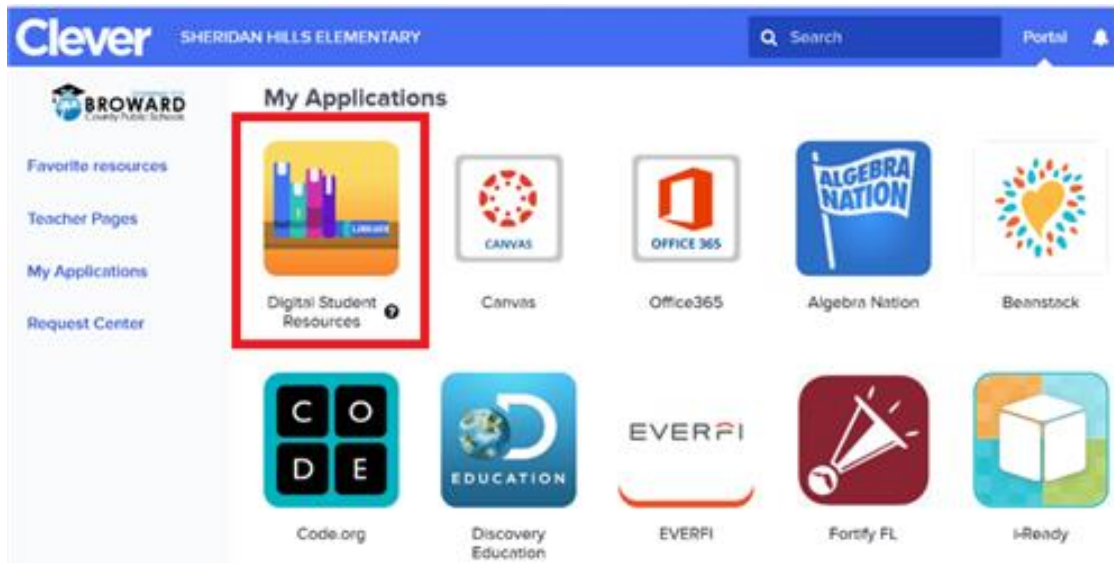 Clever
SHERIDAN HILLS ELEMENTARY
Search
Portal
BROWARD
County Public Schools
My Applications
Favorite resources
Teacher Pages
My Applications
Request Center
LIBRARY
CANVAS
OFFICE 365
ALGEBRA
NATION
Digital Student
Resources ?
Canvas
Office365
Algebra Nation
Beanstack
C O
D E
D
EDUCATION
EVERFI
Code.org
Discovery
Education
EVERFI
Fortify FL
i-Ready